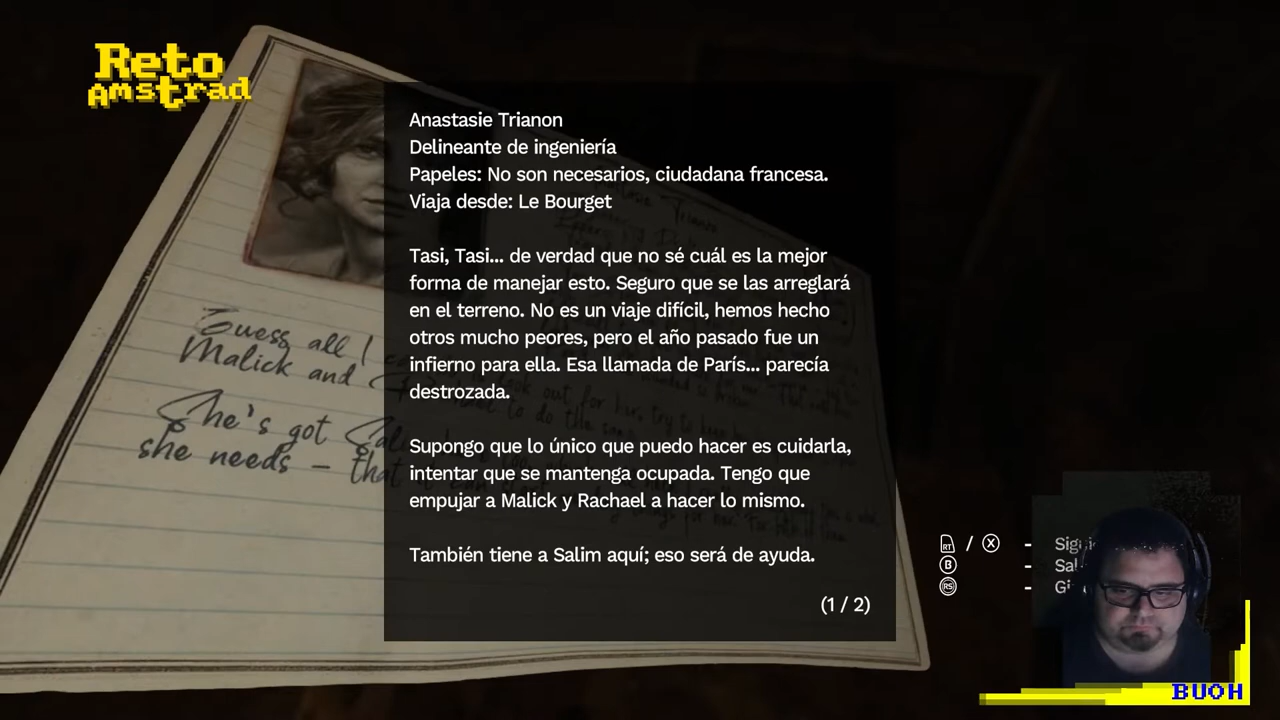 Reto
Amstrad
Anastasie Trianon
Delineante de ingeniería
Papeles: No son necesarios, ciudadana francesa.
Viaja desde: Le Bourget
Tasi, Tasi... de verdad que no sé cuál es la mejor
forma de manejar esto. Seguro que se las arreglará
en el terreno. No es un viaje difícil, hemos hecho
otros mucho peores, pero el año pasado fue un
infierno para ella. Esa llamada de París... parecía
destrozada.
Supongo que lo único que puedo hacer es cuidarla,
intentar que se mantenga ocupada. Tengo que
empujar a Malick y Rachael a hacer lo mismo.
También tiene a Salim aquí; eso será de ayuda.
(1 / 2)
Guess all I
Malick and
She's got
she needs – that
RT / X -
B - Sal
RS - Gi
BUOH